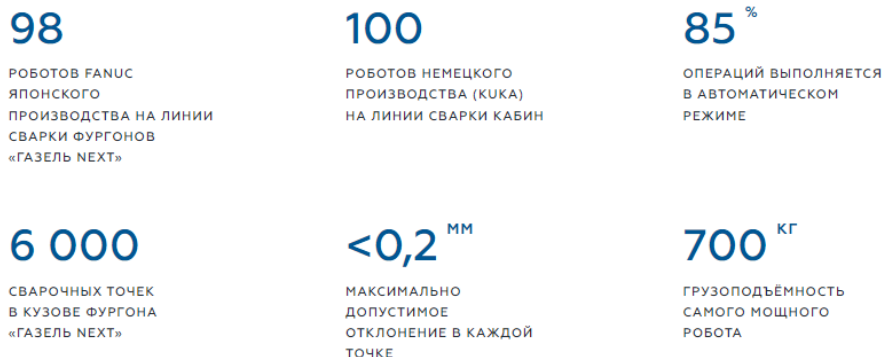 98
РОБОТОВ FANUC
ЯПОНСКОГО
ПРОИЗВОДСТВА НА ЛИНИИ
СВАРКИ ФУРГОНОВ
«ГАЗЕЛЬ NEXT»
100
РОБОТОВ НЕМЕЦКОГО
ПРОИЗВОДСТВА (KUKA)
НА ЛИНИИ СВАРКИ КАБИН
85 %
ОПЕРАЦИЙ ВЫПОЛНЯЕТСЯ
В АВТОМАТИЧЕСКОМ
РЕЖИМЕ
6 000
СВАРОЧНЫХ ТОЧЕК
В КУЗОВЕ ФУРГОНА
«ГАЗЕЛЬ NEXT»
<0,2 ММ
МАКСИМАЛЬНО
ДОПУСТИМОЕ
ОТКЛОНЕНИЕ В КАЖДОЙ
ТОЧКЕ
700 КГ
ГРУЗОПОДЪЁМНОСТЬ
САМОГО МОЩНОГО
РОБОТА